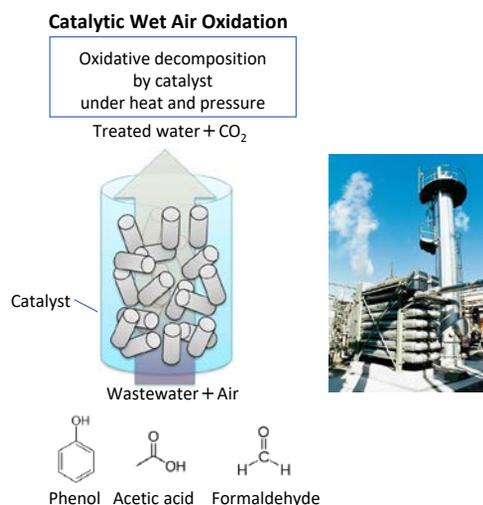 Catalytic Wet Air Oxidation
Oxidative decomposition
by catalyst
under heat and pressure
Treated water + CO₂
Catalyst
Wastewater + Air
OH
O
OH
O
C
H H
Phenol Acetic acid Formaldehyde